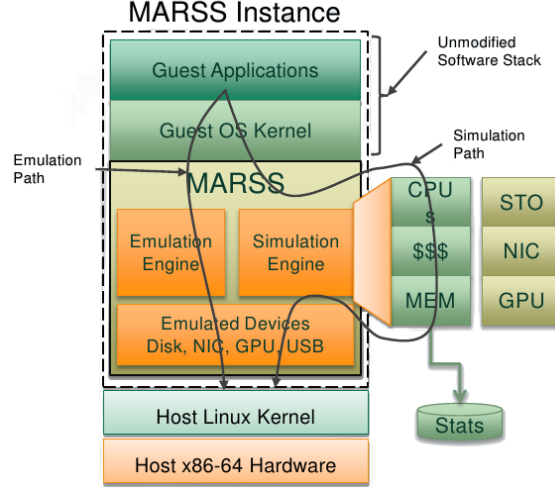 MARSS Instance
Guest Applications
Guest OS Kernel
Unmodified
Software Stack
Emulation
Path
Simulation
Path
MARSS
Emulation
Engine
Simulation
Engine
Emulated Devices
Disk, NIC, GPU, USB
CPU
s
$$$
MEM
STO
NIC
GPU
Stats
Host Linux Kernel
Host x86-64 Hardware